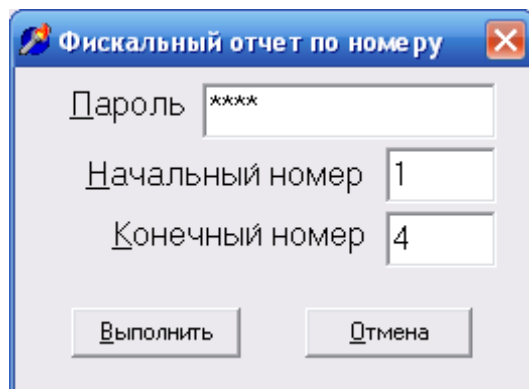 Фискальный отчет по номеру
Пароль ****
Начальный номер 1
Конечный номер 4
Выполнить Отмена